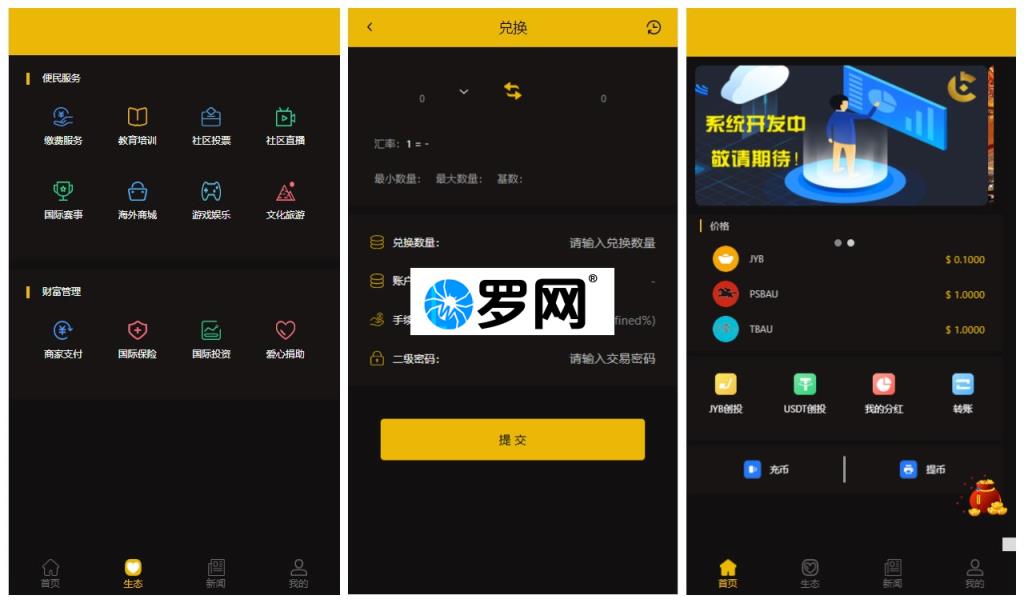 便民服务
缴费服务 教育培训 社区投票 社区直播
国际赛事 海外商城 游戏娱乐 文化旅游
财富管理
商家支付 国际保险 国际投资 爱心捐助
首页 生态 新闻 我的
兑换
0 0
汇率: 1 = -
最小数量: 最大数量: 基数:
兑换数量: 请输入兑换数量
账户 -
手续 fined%)
二级密码: 请输入交易密码
提 交
罗网®
系统开发中
敬请期待!
价格
JYB $ 0.1000
PSBAU $ 1.0000
TBAU $ 1.0000
JYB创投 USDT创投 我的分红 转账
充币 提币
首页 生态 新闻 我的